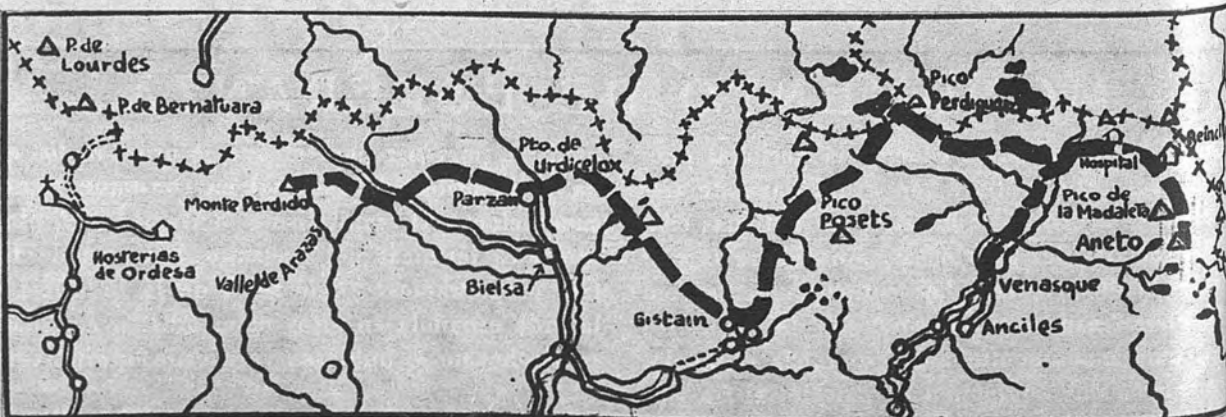 P. de
Lourdes
P. de Bernatuara
Monte Perdido
Hosterias
de Ordesa
Valle de Arazas
Parzan
Pto. de
Urdicelox
Bielsa
Gistain
Pico
Posets
Pico
Hospital
Pico de
la Madaleta
Aneto
Venasque
Anciles